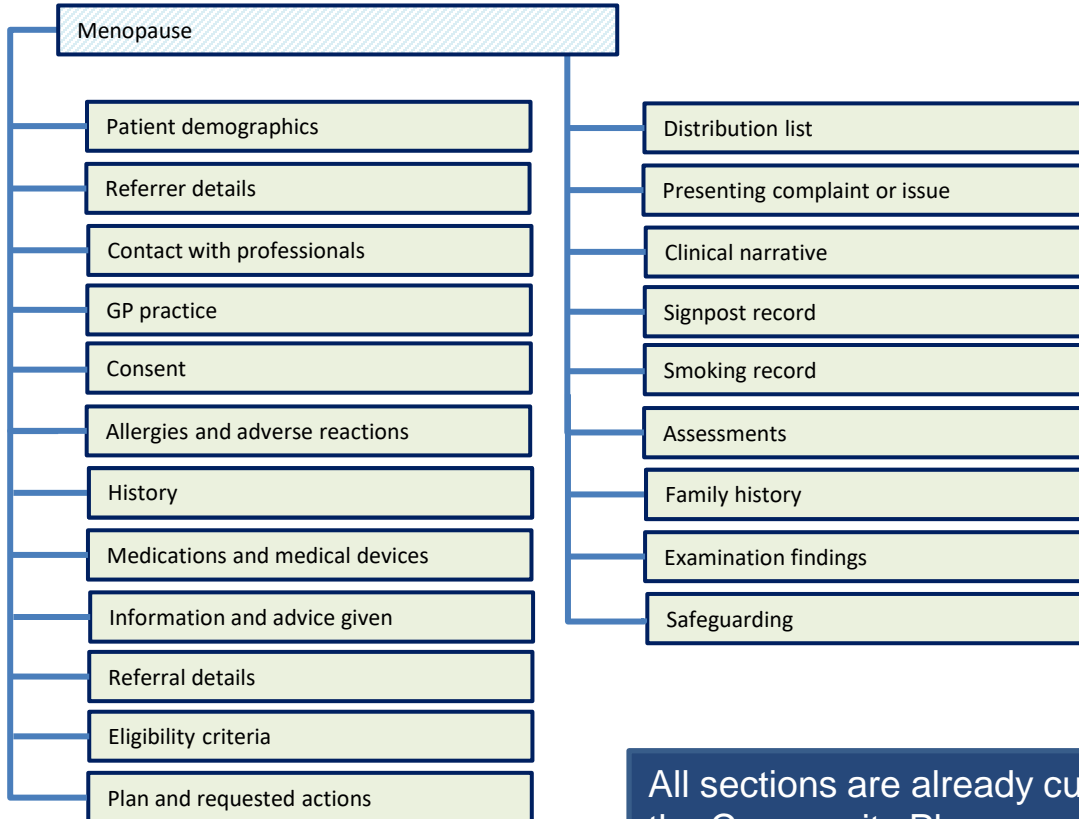 Menopause
Patient demographics
Referrer details
Contact with professionals
GP practice
Consent
Allergies and adverse reactions
History
Medications and medical devices
Information and advice given
Referral details
Eligibility criteria
Plan and requested actions
Distribution list
Presenting complaint or issue
Clinical narrative
Signpost record
Smoking record
Assessments
Family history
Examination findings
Safeguarding
All sections are already